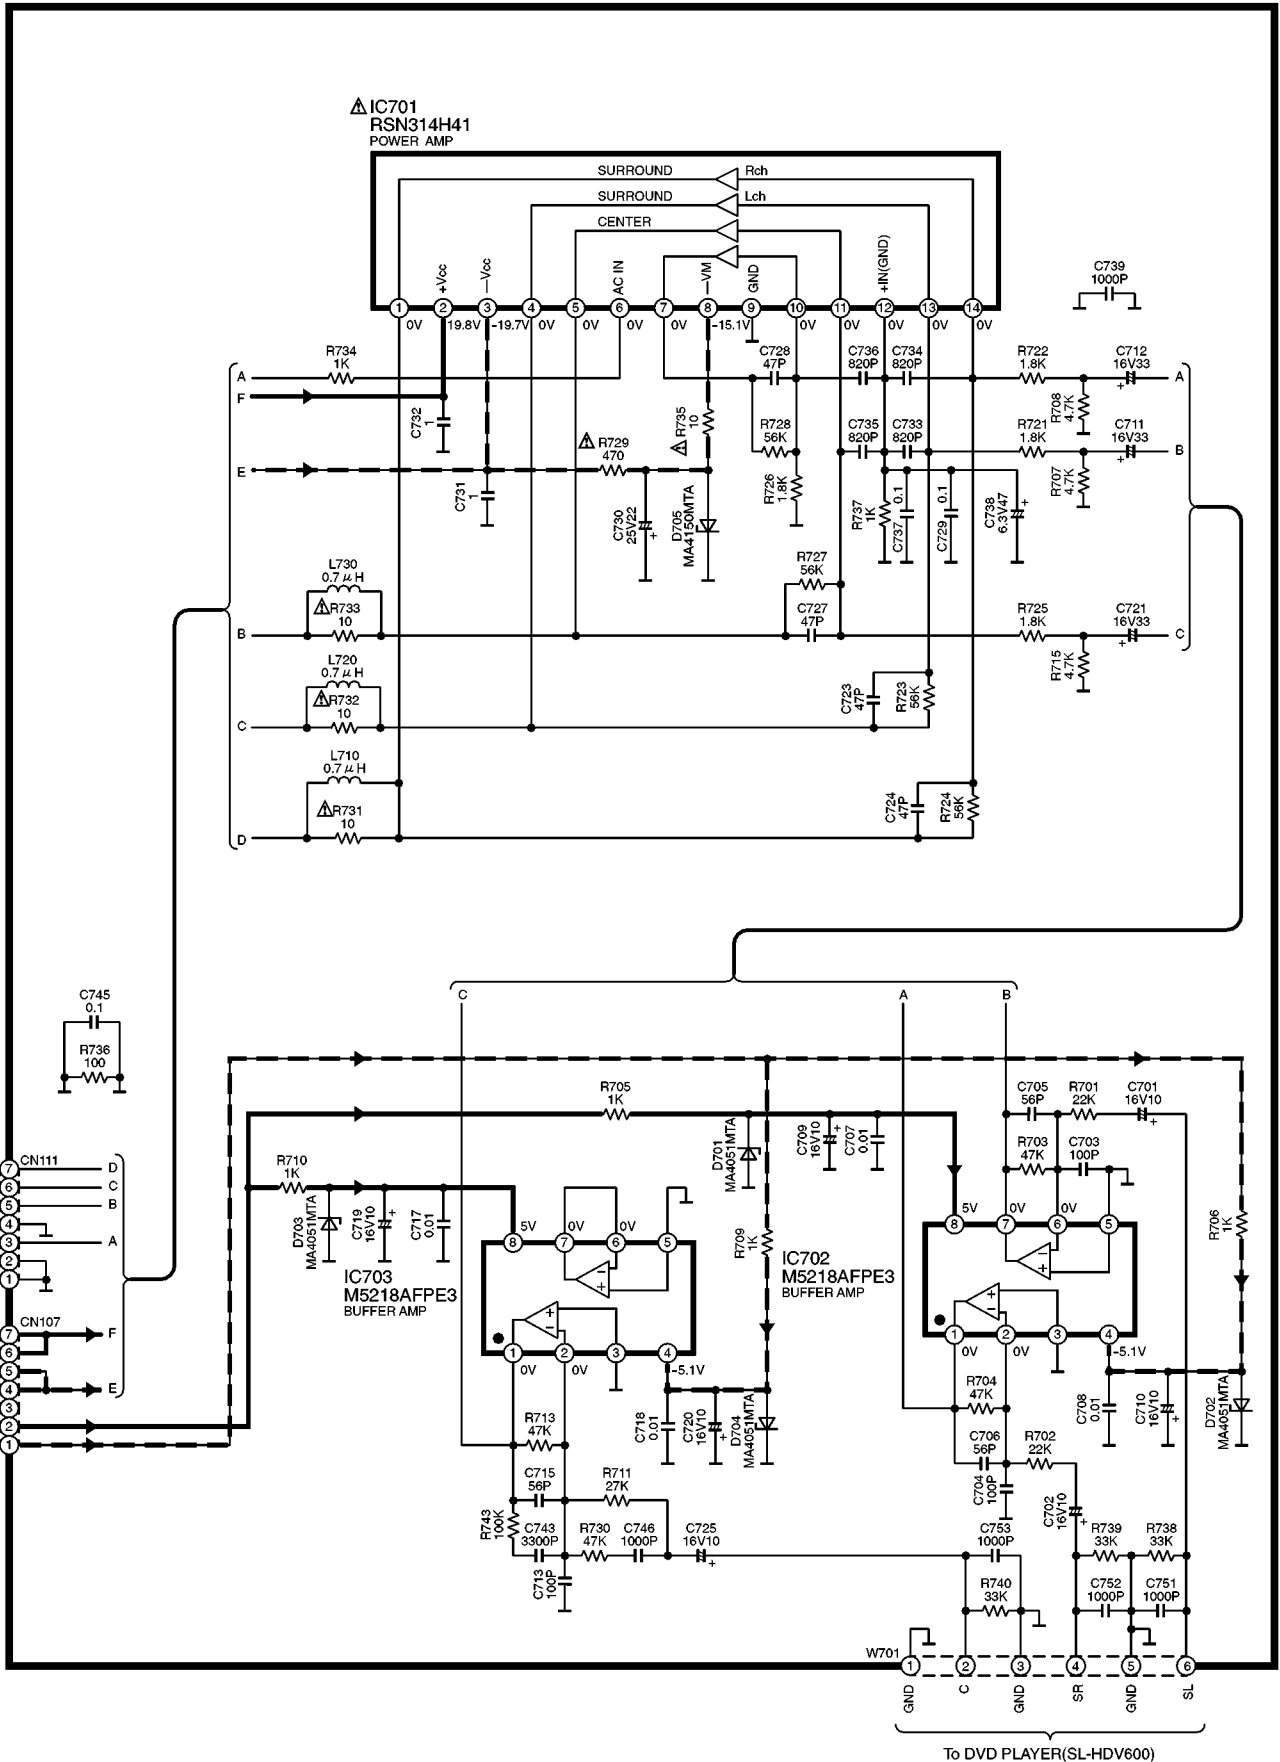 ⚠ IC701
RSN314H41
POWER AMP
SURROUND Rch
SURROUND Lch
CENTER
+Vcc
—Vcc
AC IN
—VM
GND
+IN(GND)
1 2 3 4 5 6 7 8 9 10 11 12 13 14
0V 19.8V -19.7V 0V 0V 0V 0V -15.1V 0V 0V 0V 0V 0V
C739
1000P
A
F
E
B
C
D
R734
1K
C732
1
C731
1
⚠ R729
470
⚠ R735
10
C730
25V22
+
D705
MA4150MTA
C728
47P
R728
56K
R726
1.8K
C736
820P
C734
820P
C735
820P
C733
820P
R737
1K
C737 0.1
C729 0.1
C738
6.3V47
+
R722
1.8K
C712
16V33
+
A
R708
4.7K
R721
1.8K
C711
16V33
+
B
R707
4.7K
R727
56K
C727
47P
R725
1.8K
C721
16V33
+
C
R715
4.7K
L730
0.7μH
⚠R733
10
L720
0.7μH
⚠R732
10
L710
0.7μH
⚠R731
10
C723
47P
R723
56K
C724
47P
R724
56K
C745
0.1
R736
100
C A B
CN111
7 D
6 C
5 B
4
3 A
2
1
CN107
7 F
6
5
4 E
3
2
1
R705
1K
R710
1K
D703
MA4051MTA
C719
16V10
+
C717
0.01
D701
MA4051MTA
C709
16V10
+
C707
0.01
R709
1K
IC703
M5218AFPE3
BUFFER AMP
5V 0V 0V
8 7 6 5
−
+
+
−
1 2 3 4
0V 0V -5.1V
IC702
M5218AFPE3
BUFFER AMP
C705
56P
R701
22K
C701
16V10
+
R703
47K
C703
100P
R706
1K
5V 0V 0V
8 7 6 5
−
+
+
−
1 2 3 4
0V 0V -5.1V
R713
47K
C715
56P
R711
27K
R743
100K
C743
3300P
R730
47K
C746
1000P
C725
16V10
+
C713
100P
C718
0.01
C720
16V10
+
D704
MA4051MTA
R704
47K
C706
56P
R702
22K
C704
100P
C702
16V10
+
C708
0.01
C710
16V10
+
D702
MA4051MTA
C753
1000P
R740
33K
R739
33K
R738
33K
C752
1000P
C751
1000P
W701
1 2 3 4 5 6
GND C GND SR GND SL
To DVD PLAYER(SL-HDV600)